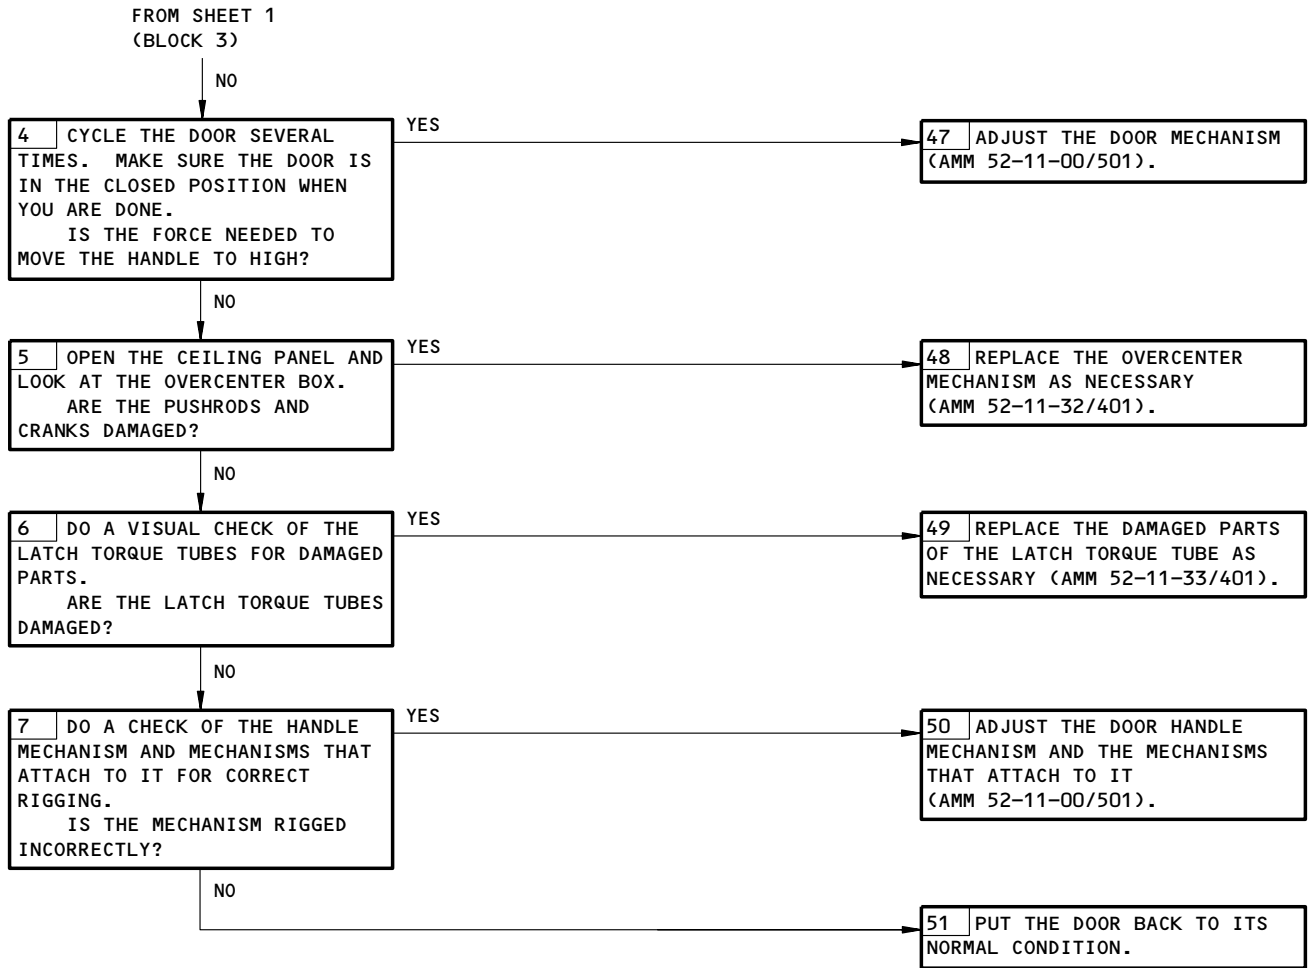 FROM SHEET 1
(BLOCK 3)
NO
4 CYCLE THE DOOR SEVERAL
TIMES. MAKE SURE THE DOOR IS
IN THE CLOSED POSITION WHEN
YOU ARE DONE.
IS THE FORCE NEEDED TO
MOVE THE HANDLE TO HIGH?
YES
47 ADJUST THE DOOR MECHANISM
(AMM 52-11-00/501).
NO
5 OPEN THE CEILING PANEL AND
LOOK AT THE OVERCENTER BOX.
ARE THE PUSHRODS AND
CRANKS DAMAGED?
YES
48 REPLACE THE OVERCENTER
MECHANISM AS NECESSARY
(AMM 52-11-32/401).
NO
6 DO A VISUAL CHECK OF THE
LATCH TORQUE TUBES FOR DAMAGED
PARTS.
ARE THE LATCH TORQUE TUBES
DAMAGED?
YES
49 REPLACE THE DAMAGED PARTS
OF THE LATCH TORQUE TUBE AS
NECESSARY (AMM 52-11-33/401).
NO
7 DO A CHECK OF THE HANDLE
MECHANISM AND MECHANISMS THAT
ATTACH TO IT FOR CORRECT
RIGGING.
IS THE MECHANISM RIGGED
INCORRECTLY?
YES
50 ADJUST THE DOOR HANDLE
MECHANISM AND THE MECHANISMS
THAT ATTACH TO IT
(AMM 52-11-00/501).
NO
51 PUT THE DOOR BACK TO ITS
NORMAL CONDITION.